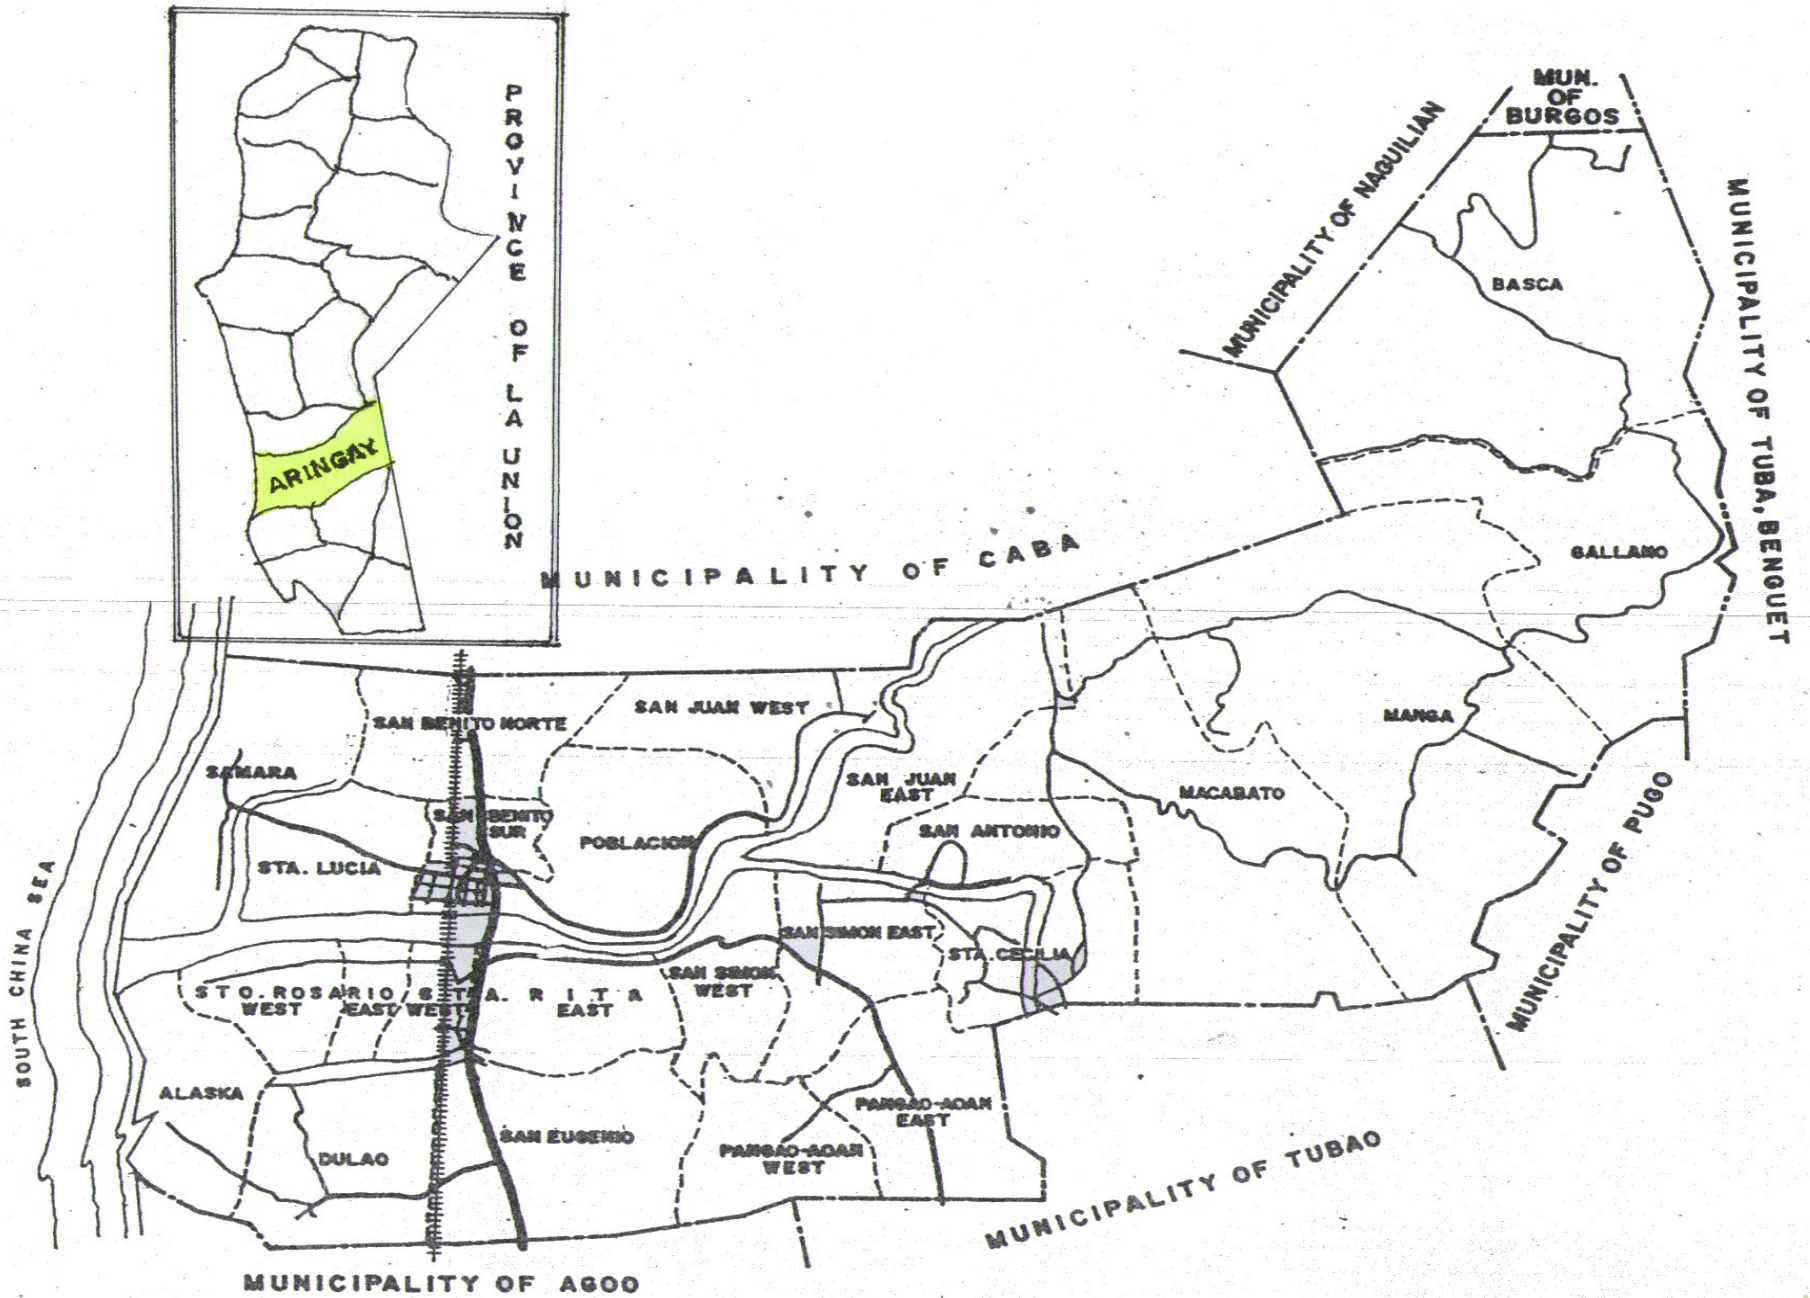 PROVINCE OF LA UNION
ARINGAY
MUN.
OF
BURGOS
MUNICIPALITY OF NAGUILIAN
MUNICIPALITY OF TUBA, BENGUET
BASCA
GALLANO
MUNICIPALITY OF CABA
SAN JUAN WEST
SAN BENITO NORTE
MANGA
SAMARA
SAN JUAN
EAST
MACABATO
SAN BENITO
SUR
SAN ANTONIO
POBLACION
STA. LUCIA
MUNICIPALITY OF PUGO
SOUTH CHINA SEA
SAN SIMON EAST
STA. CECILIA
SAN SIMON
WEST
STO. ROSARIO STA. RITA
WEST EAST WEST EAST
ALASKA
PANGAO-AOAN
EAST
SAN EUGENIO
DULAO
PANGAO-AOAN
WEST
MUNICIPALITY OF TUBAO
MUNICIPALITY OF AGOO